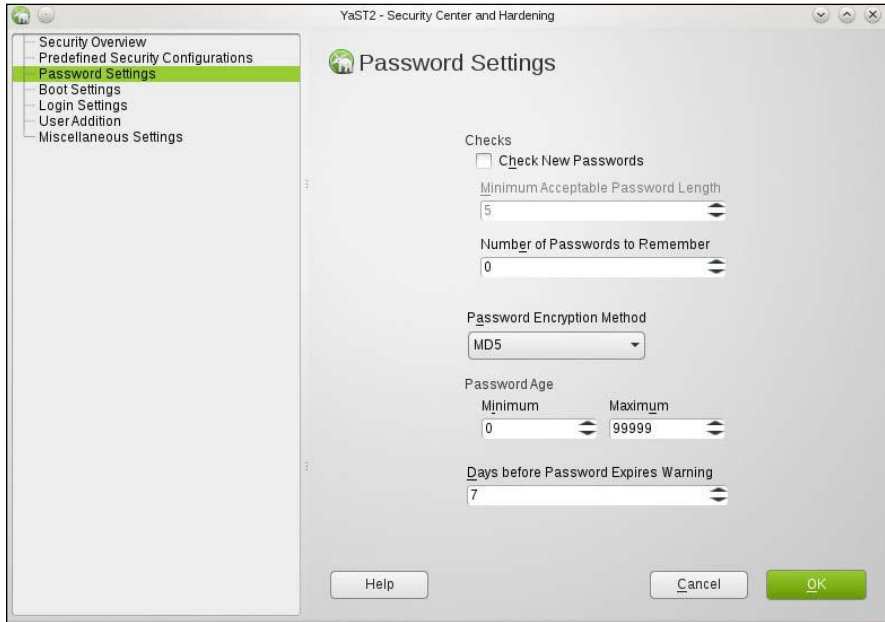 YaST2 - Security Center and Hardening
Security Overview
Predefined Security Configurations
Password Settings
Boot Settings
Login Settings
User Addition
Miscellaneous Settings
Password Settings
Checks
Check New Passwords
Minimum Acceptable Password Length
5
Number of Passwords to Remember
0
Password Encryption Method
MD5
Password Age
Minimum Maximum
0 99999
Days before Password Expires Warning
7
Help Cancel OK